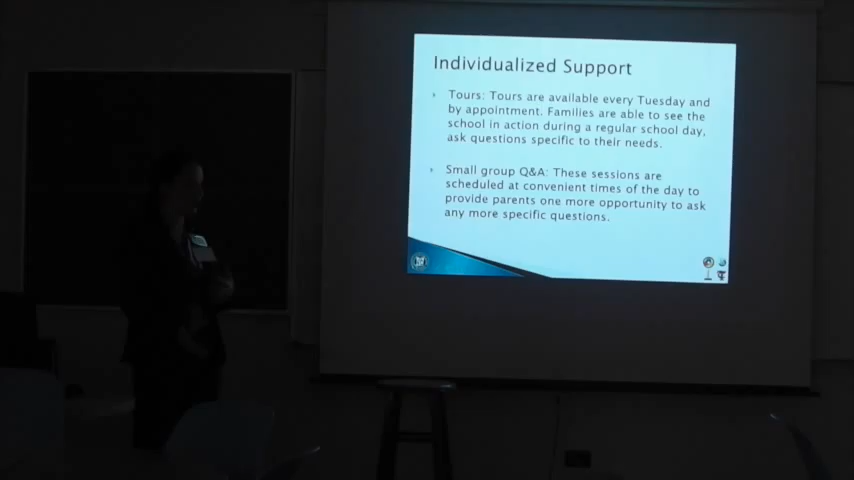 Individualized Support
Tours: Tours are available every Tuesday and
by appointment. Families are able to see the
school in action during a regular school day,
ask questions specific to their needs.
Small group Q&A: These sessions are
scheduled at convenient times of the day to
provide parents one more opportunity to ask
any more specific questions.